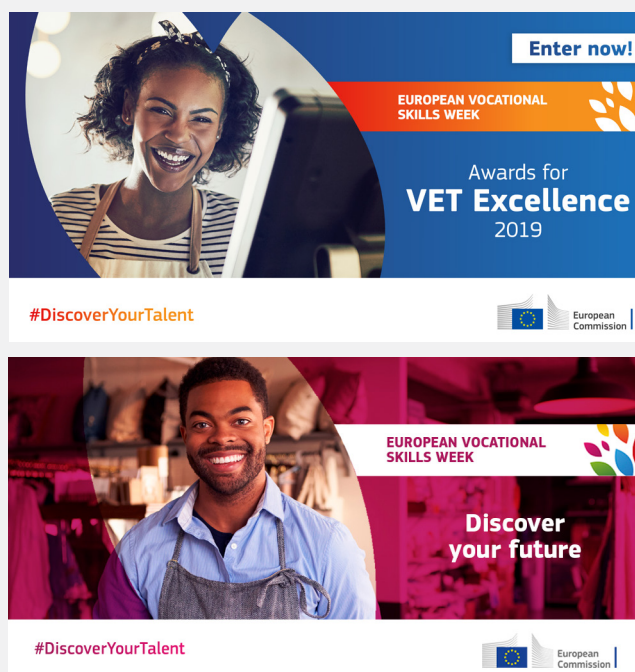 Enter now!
EUROPEAN VOCATIONAL
SKILLS WEEK
Awards for
VET Excellence
2019
#DiscoverYourTalent
European
Commission
EUROPEAN VOCATIONAL
SKILLS WEEK
Discover
your future
#DiscoverYourTalent
European
Commission